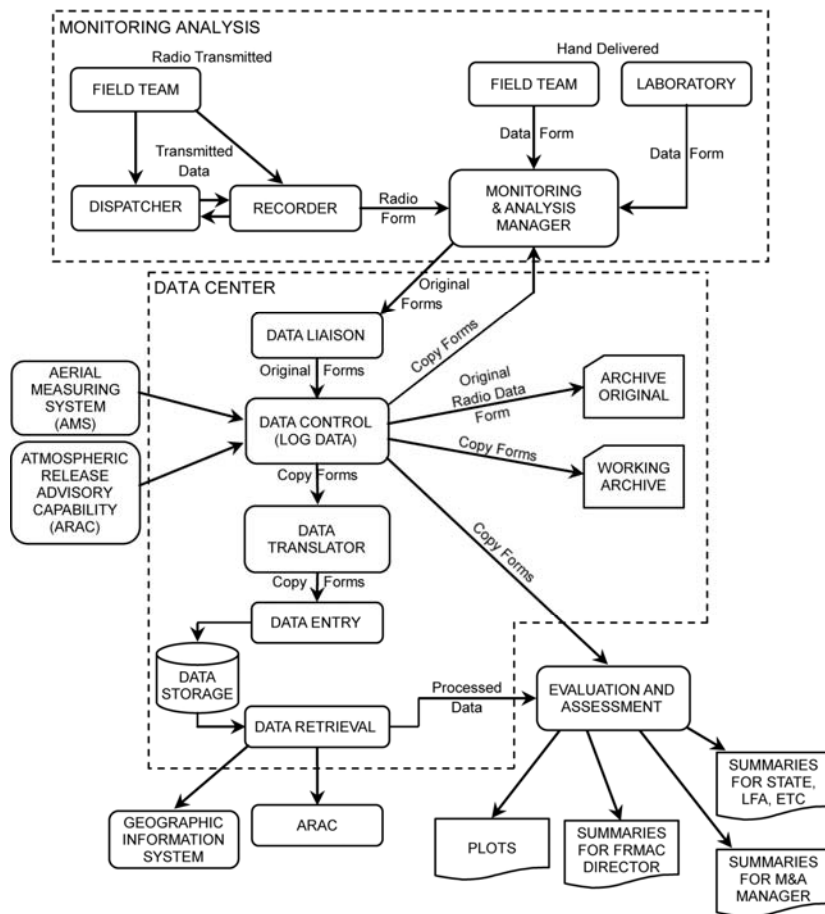 MONITORING ANALYSIS
Radio Transmitted
Hand Delivered
FIELD TEAM
FIELD TEAM
LABORATORY
Data Form
Transmitted
Data
Data Form
DISPATCHER
RECORDER
Radio
Form
MONITORING
& ANALYSIS
MANAGER
DATA CENTER
Original
Forms
DATA LIAISON
Original Forms
Copy Forms
AERIAL
MEASURING
SYSTEM
(AMS)
DATA CONTROL
(LOG DATA)
Original
Radio Data
Form
ARCHIVE
ORIGINAL
ATMOSPHERIC
RELEASE
ADVISORY
CAPABILITY
(ARAC)
Copy Forms
Copy Forms
WORKING
ARCHIVE
DATA
TRANSLATOR
Copy Forms
Copy Forms
DATA ENTRY
DATA
STORAGE
DATA RETRIEVAL
Processed
Data
EVALUATION AND
ASSESSMENT
GEOGRAPHIC
INFORMATION
SYSTEM
ARAC
PLOTS
SUMMARIES
FOR FRMAC
DIRECTOR
SUMMARIES
FOR STATE,
LFA, ETC
SUMMARIES
FOR M&A
MANAGER